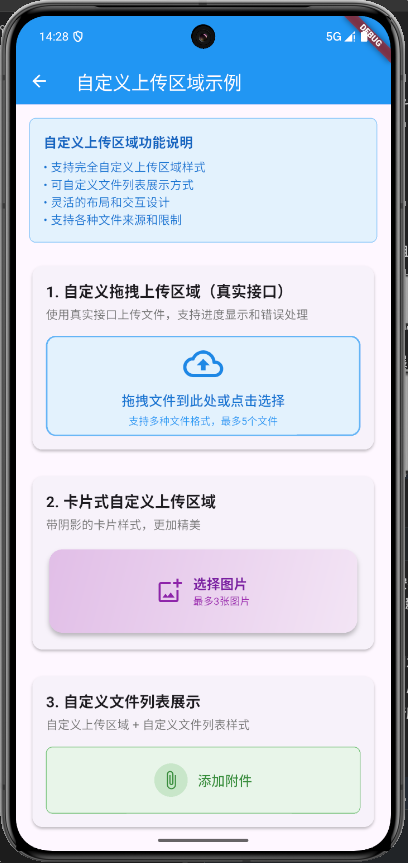 14:28
5G
DEBUG
自定义上传区域示例
自定义上传区域功能说明
• 支持完全自定义上传区域样式
• 可自定义文件列表展示方式
• 灵活的布局和交互设计
• 支持各种文件来源和限制
1. 自定义拖拽上传区域（真实接口）
使用真实接口上传文件，支持进度显示和错误处理
拖拽文件到此处或点击选择
支持多种文件格式，最多5个文件
2. 卡片式自定义上传区域
带阴影的卡片样式，更加精美
选择图片
最多3张图片
3. 自定义文件列表展示
自定义上传区域 + 自定义文件列表样式
添加附件